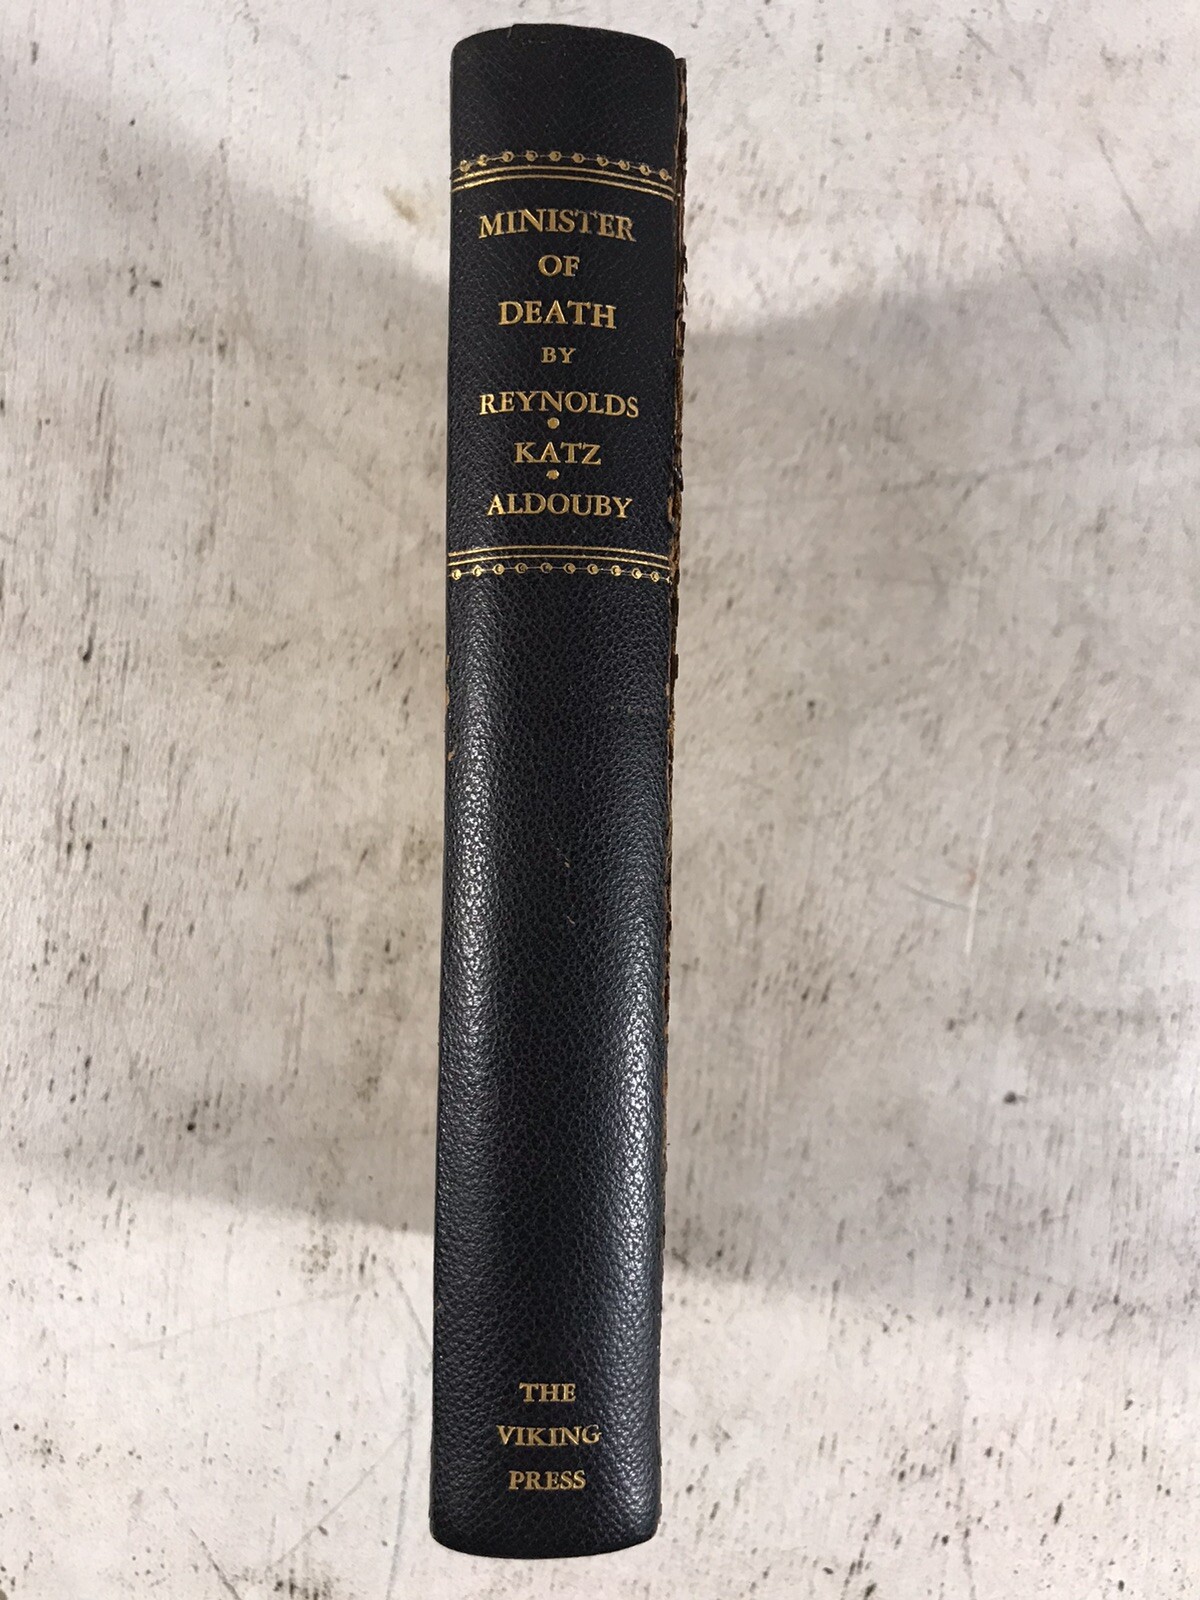 MINISTER
OF
DEATH
BY
REYNOLDS
•
KATZ
•
ALDOUBY
THE
VIKING
PRESS